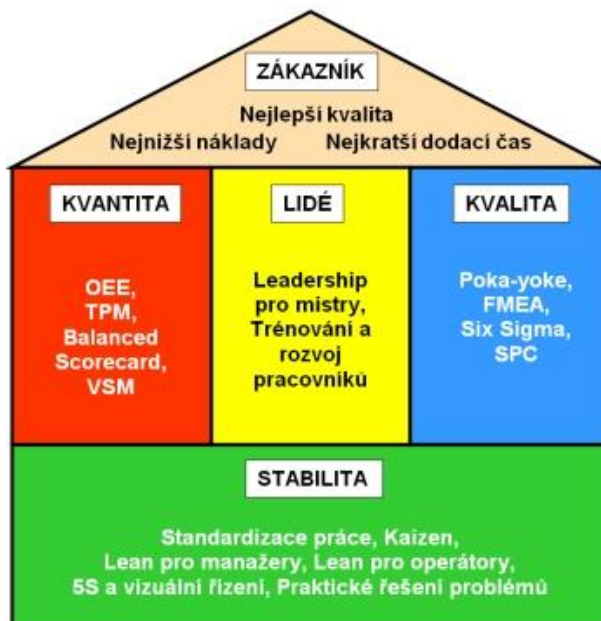 ZÁKAZNÍK
Nejlepší kvalita
Nejnižší náklady Nejkratší dodací čas
KVANTITA
OEE,
TPM,
Balanced
Scorecard,
VSM
LIDÉ
Leadership
pro mistry,
Trénování a
rozvoj
pracovníků
KVALITA
Poka-yoke,
FMEA,
Six Sigma,
SPC
STABILITA
Standardizace práce, Kaizen,
Lean pro manažery, Lean pro operátory,
5S a vizuální řízení, Praktické řešení problémů